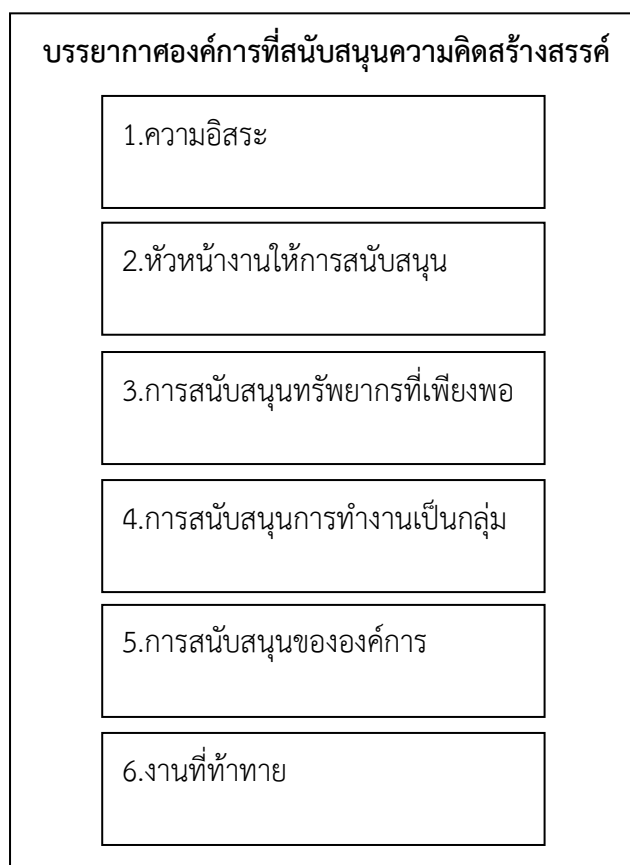 บรรยากาศองค์การที่สนับสนุนความคิดสร้างสรรค์
1.ความอิสระ
2.หัวหน้างานให้การสนับสนุน
3.การสนับสนุนทรัพยากรที่เพียงพอ
4.การสนับสนุนการทำงานเป็นกลุ่ม
5.การสนับสนุนขององค์การ
6.งานที่ท้าทาย